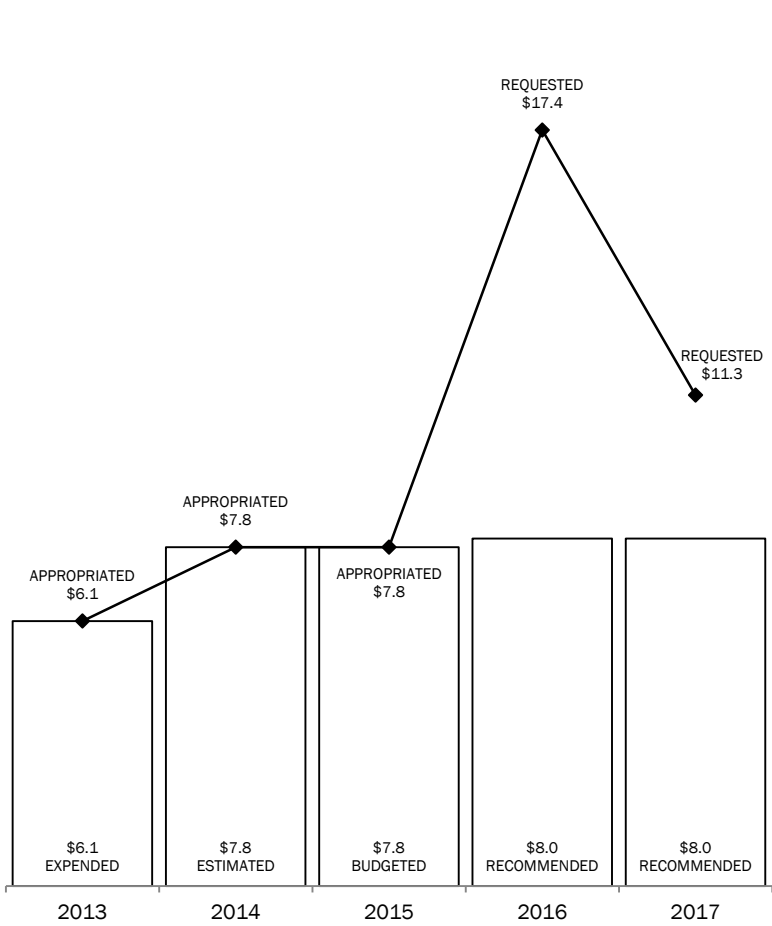 REQUESTED
$17.4
REQUESTED
$11.3
APPROPRIATED
$7.8
APPROPRIATED
$6.1
APPROPRIATED
$7.8
$6.1
EXPENDED
$7.8
ESTIMATED
$7.8
BUDGETED
$8.0
RECOMMENDED
$8.0
RECOMMENDED
2013
2014
2015
2016
2017